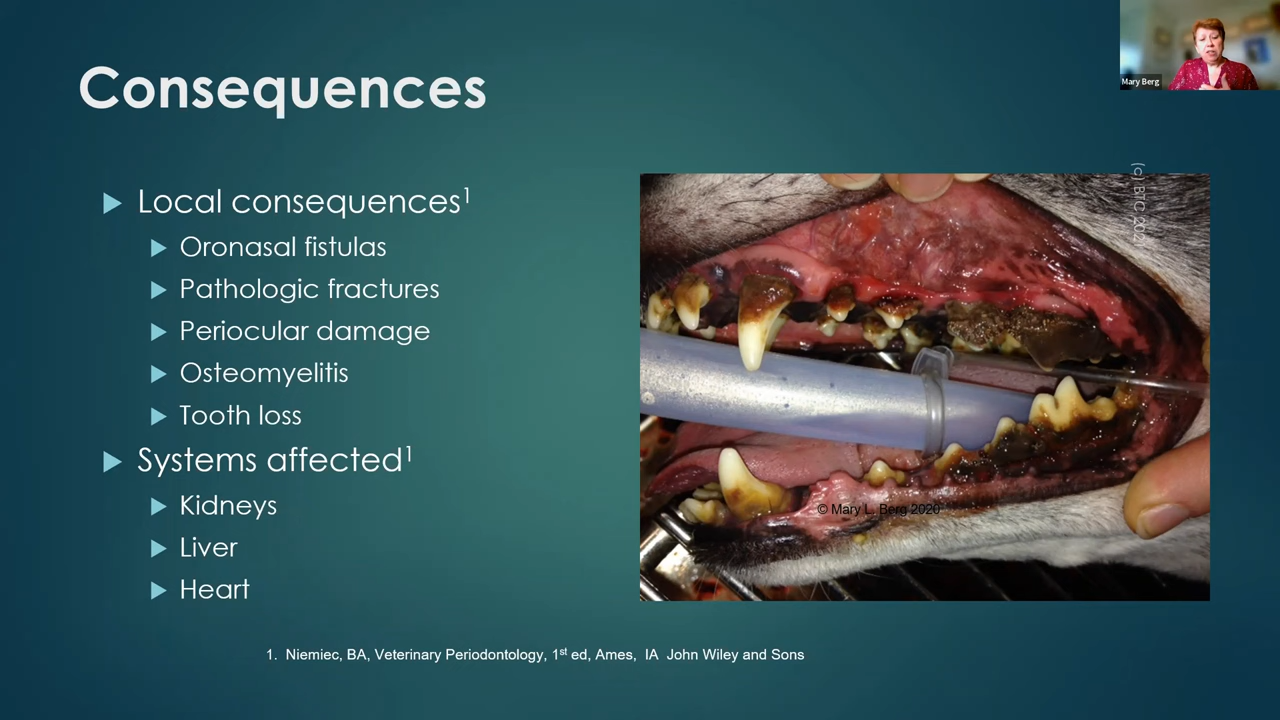 Consequences
Mary Berg
Local consequences¹
Oronasal fistulas
Pathologic fractures
Periocular damage
Osteomyelitis
Tooth loss
Systems affected¹
Kidneys
Liver
Heart
© Mary L. Berg 2020
1. Niemiec, BA, Veterinary Periodontology, 1st ed, Ames, IA John Wiley and Sons